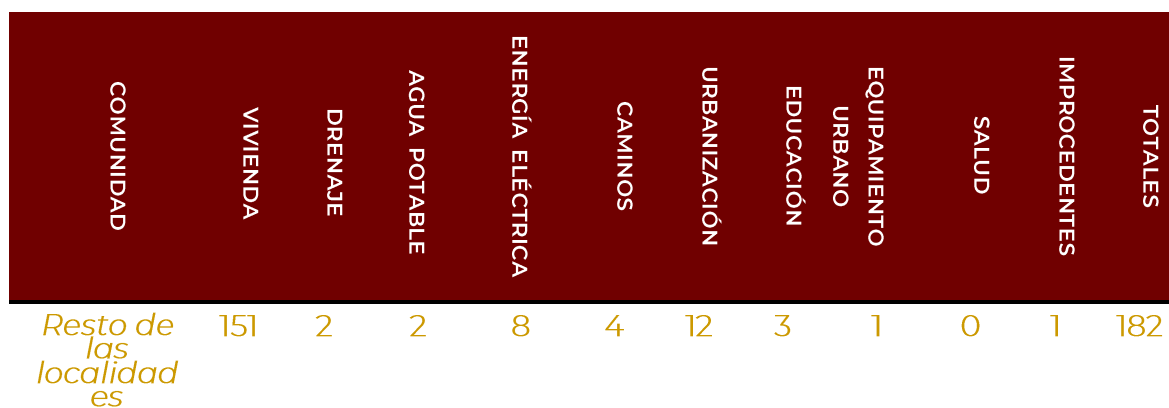 COMUNIDAD
VIVIENDA
DRENAJE
AGUA POTABLE
ENERGÍA ELÉCTRICA
CAMINOS
URBANIZACIÓN
EDUCACIÓN
EQUIPAMIENTO
URBANO
SALUD
IMPROCEDENTES
TOTALES
Resto de 151 2 2 8 4 12 3 1 0 1 182
las
localidad
es